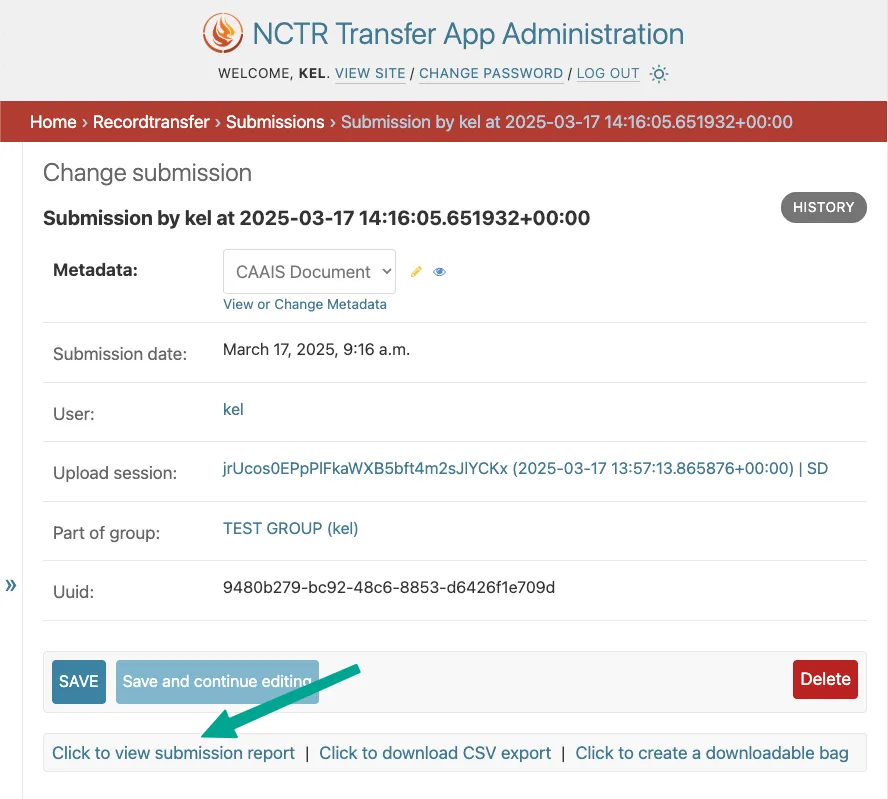 NCTR Transfer App Administration
WELCOME, KEL. VIEW SITE / CHANGE PASSWORD / LOG OUT
Home › Recordtransfer › Submissions › Submission by kel at 2025-03-17 14:16:05.651932+00:00
Change submission
Submission by kel at 2025-03-17 14:16:05.651932+00:00
HISTORY
Metadata: CAAIS Document
View or Change Metadata
Submission date: March 17, 2025, 9:16 a.m.
User: kel
Upload session: jrUcos0EPpPlFkaWXB5bft4m2sJlYCKx (2025-03-17 13:57:13.865876+00:00) | SD
Part of group: TEST GROUP (kel)
»
Uuid: 9480b279-bc92-48c6-8853-d6426f1e709d
SAVE Save and continue editing Delete
Click to view submission report | Click to download CSV export | Click to create a downloadable bag